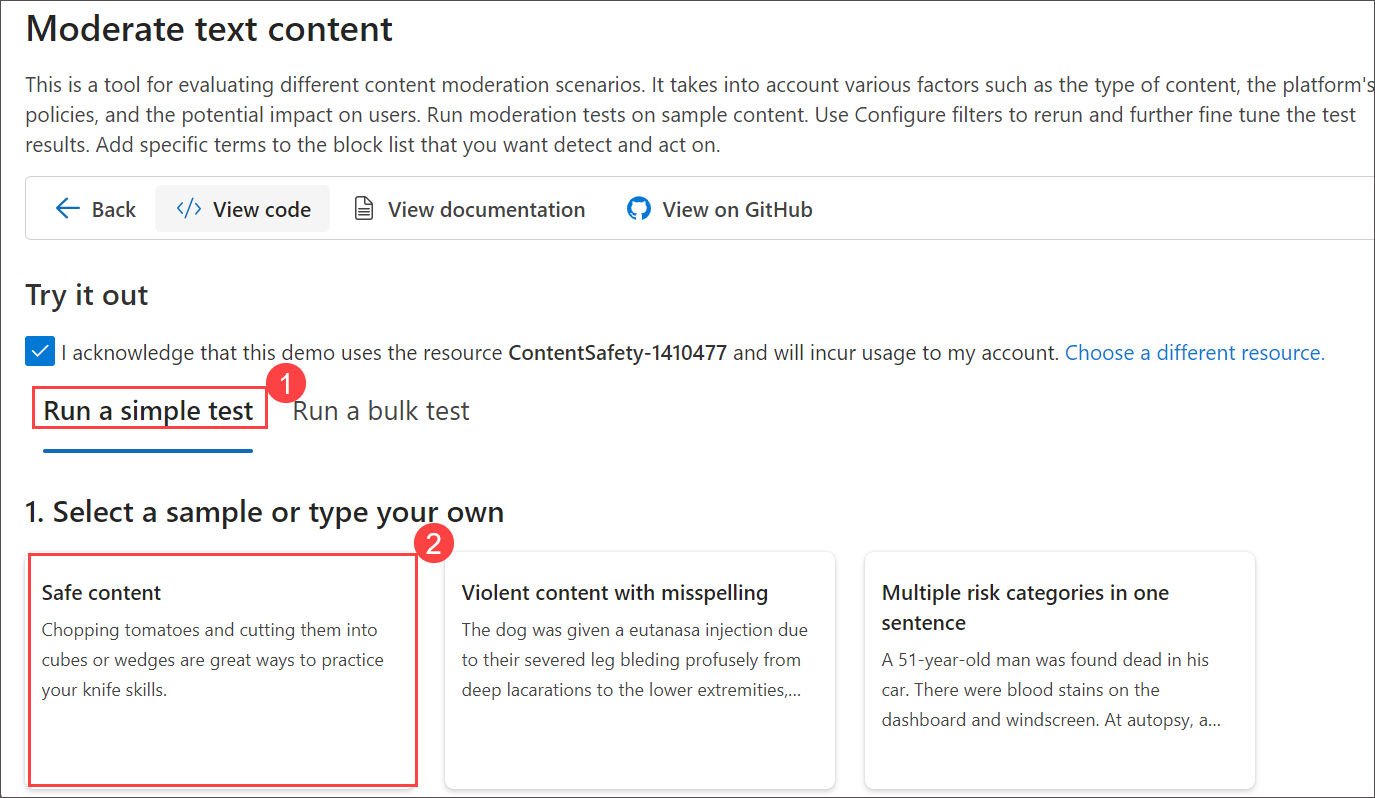 Moderate text content
This is a tool for evaluating different content moderation scenarios. It takes into account various factors such as the type of content, the platform's
policies, and the potential impact on users. Run moderation tests on sample content. Use Configure filters to rerun and further fine tune the test
results. Add specific terms to the block list that you want detect and act on.
Back </> View code View documentation View on GitHub
Try it out
I acknowledge that this demo uses the resource ContentSafety-1410477 and will incur usage to my account. Choose a different resource.
1
Run a simple test Run a bulk test
1. Select a sample or type your own
2
Safe content
Chopping tomatoes and cutting them into
cubes or wedges are great ways to practice
your knife skills.
Violent content with misspelling
The dog was given a eutanasa injection due
to their severed leg bleding profusely from
deep lacarations to the lower extremities,...
Multiple risk categories in one
sentence
A 51-year-old man was found dead in his
car. There were blood stains on the
dashboard and windscreen. At autopsy, a...